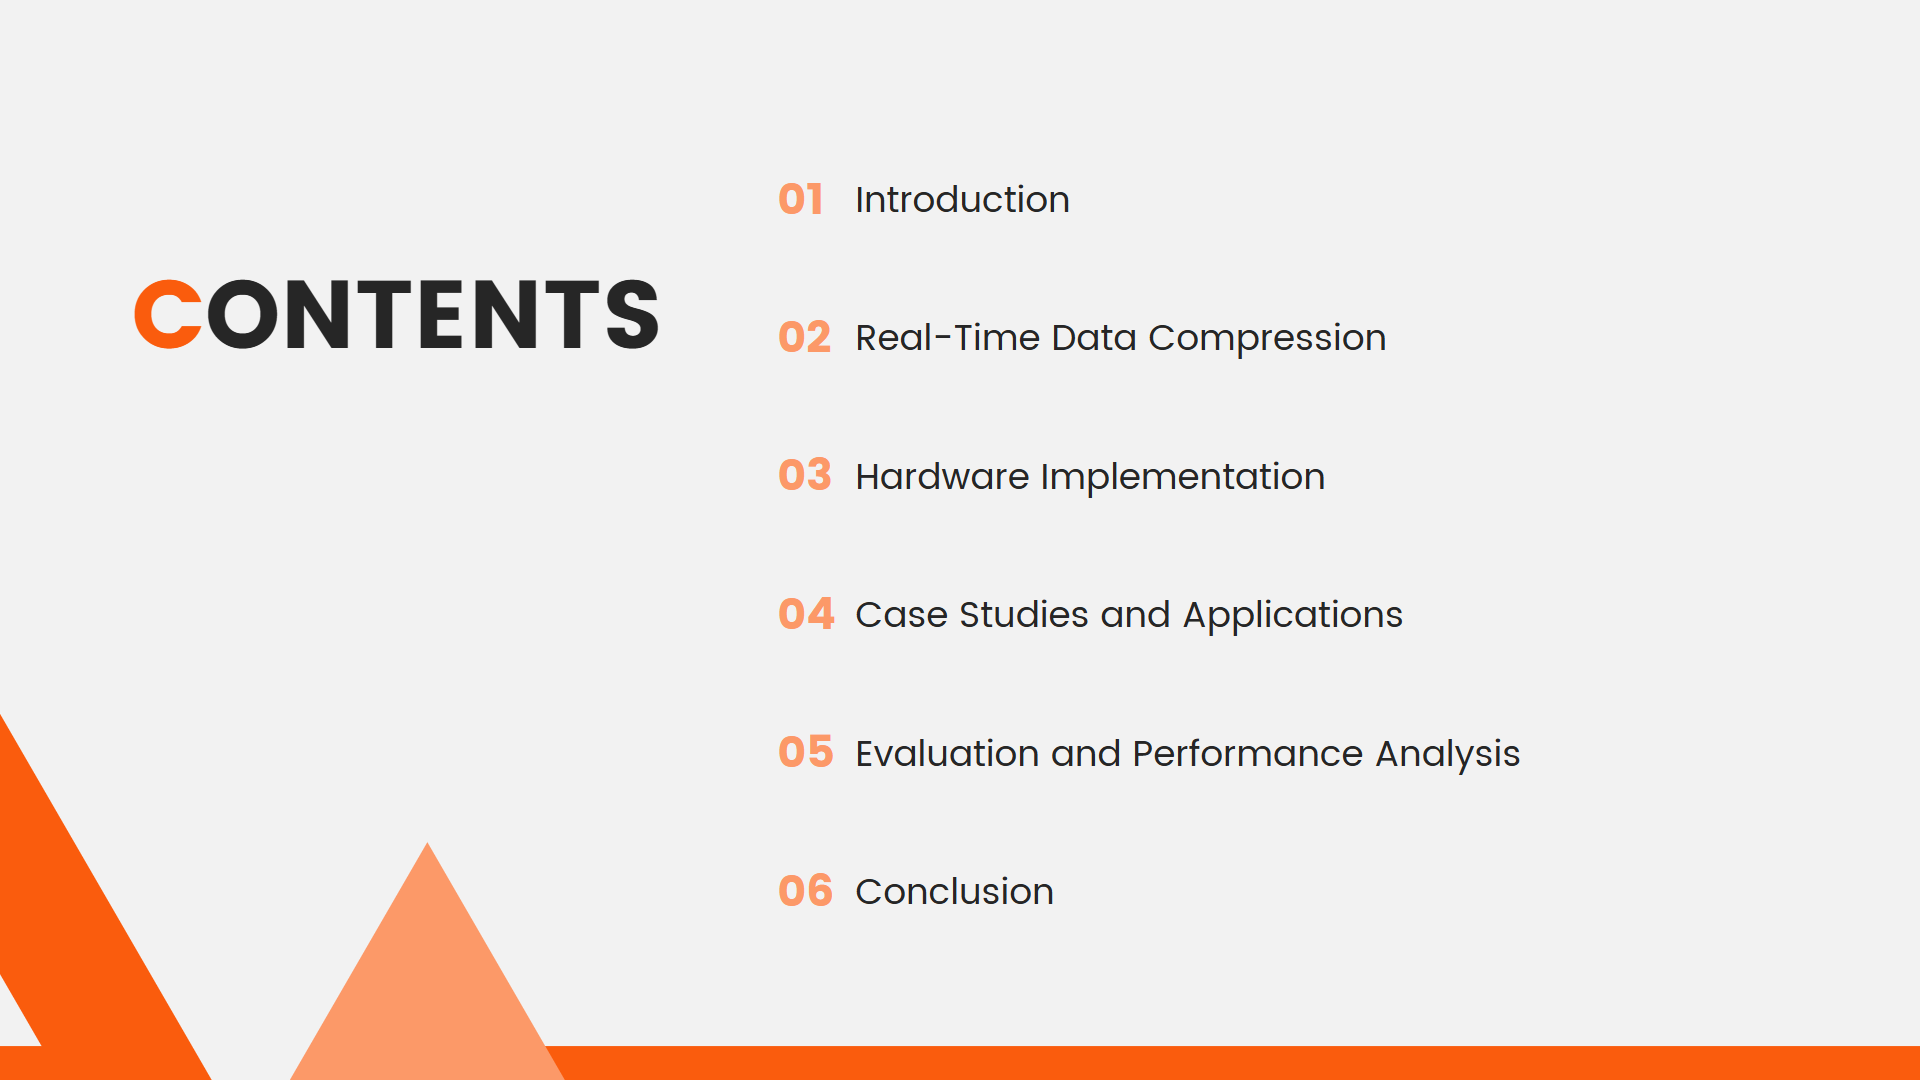 CONTENTS
01 Introduction
02 Real-Time Data Compression
03 Hardware Implementation
04 Case Studies and Applications
05 Evaluation and Performance Analysis
06 Conclusion